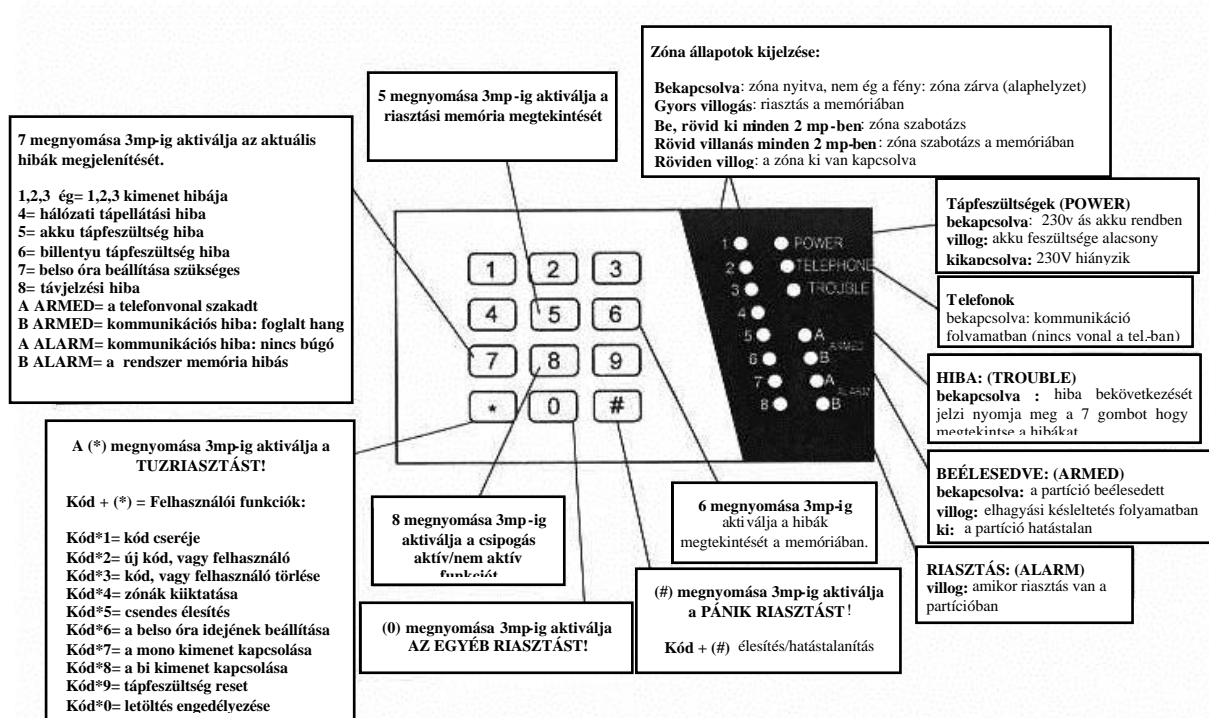 Zóna állapotok kijelzése:
Bekapcsolva: zóna nyitva, nem ég a fény: zóna zárva (alaphelyzet)
Gyors villogás: riasztás a memóriában
Be, rövid ki minden 2 mp-ben: zóna szabotázs
Rövid villanás minden 2 mp-ben: zóna szabotázs a memóriában
Röviden villog: a zóna ki van kapcsolva
5 megnyomása 3mp-ig aktiválja a
riasztási memória megtekintését
7 megnyomása 3mp-ig aktiválja az aktuális
hibák megjelenítését.
1,2,3 ég= 1,2,3 kimenet hibája
4= hálózati tápellátási hiba
5= akku tápfeszültség hiba
6= billentyu tápfeszültség hiba
7= belso óra beállítása szükséges
8= távjelzési hiba
A ARMED= a telefonvonal szakadt
B ARMED= kommunikációs hiba: foglalt hang
A ALARM= kommunikációs hiba: nincs búgó
B ALARM= a rendszer memória hibás
1 2 3
4 5 6
7 8 9
* 0 #
1 POWER
2 TELEPHONE
3 TROUBLE
4
5 A
ARMED
6 B
7 A
ALARM
8 B
Tápfeszültségek (POWER)
bekapcsolva: 230v ás akku rendben
villog: akku feszültsége alacsony
kikapcsolva: 230V hiányzik
Telefonok
bekapcsolva: kommunikáció
folyamatban (nincs vonal a tel.-ban)
HIBA: (TROUBLE)
bekapcsolva : hiba bekövetkezését
jelzi nyomja meg a 7 gombot hogy
megtekintse a hibákat
BEÉLESEDVE: (ARMED)
bekapcsolva: a partíció beélesedett
villog: elhagyási késleltetés folyamatban
ki: a partíció hatástalan
RIASZTÁS: (ALARM)
villog: amikor riasztás van a
partícióban
A (*) megnyomása 3mp-ig aktiválja a
TUZRIASZTÁST!
Kód + (*) = Felhasználói funkciók:
Kód*1= kód cseréje
Kód*2= új kód, vagy felhasználó
Kód*3= kód, vagy felhasználó törlése
Kód*4= zónák kiiktatása
Kód*5= csendes élesítés
Kód*6= a belso óra idejének beállítása
Kód*7= a mono kimenet kapcsolása
Kód*8= a bi kimenet kapcsolása
Kód*9= tápfeszültség reset
Kód*0= letöltés engedélyezése
8 megnyomása 3mp-ig
aktiválja a csipogás
aktív/nem aktív
funkciót
6 megnyomása 3mp-ig
aktiválja a hibák
megtekintését a memóriában.
(0) megnyomása 3mp-ig aktiválja
AZ EGYÉB RIASZTÁST!
(#) megnyomása 3mp-ig aktiválja
a PÁNIK RIASZTÁST!
Kód + (#) élesítés/hatástalanítás